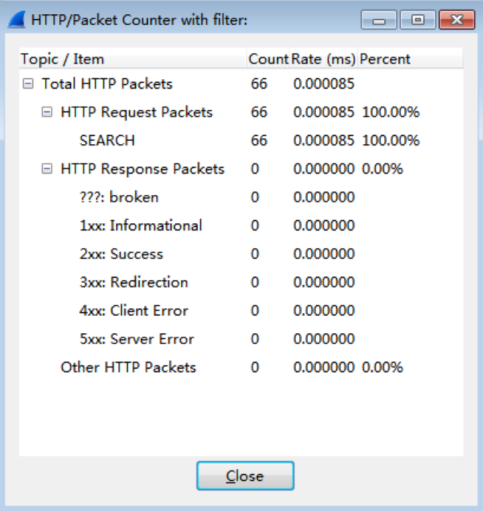 HTTP/Packet Counter with filter:
Topic / Item Count Rate (ms) Percent
Total HTTP Packets 66 0.000085
HTTP Request Packets 66 0.000085 100.00%
SEARCH 66 0.000085 100.00%
HTTP Response Packets 0 0.000000 0.00%
???: broken 0 0.000000
1xx: Informational 0 0.000000
2xx: Success 0 0.000000
3xx: Redirection 0 0.000000
4xx: Client Error 0 0.000000
5xx: Server Error 0 0.000000
Other HTTP Packets 0 0.000000 0.00%
Close